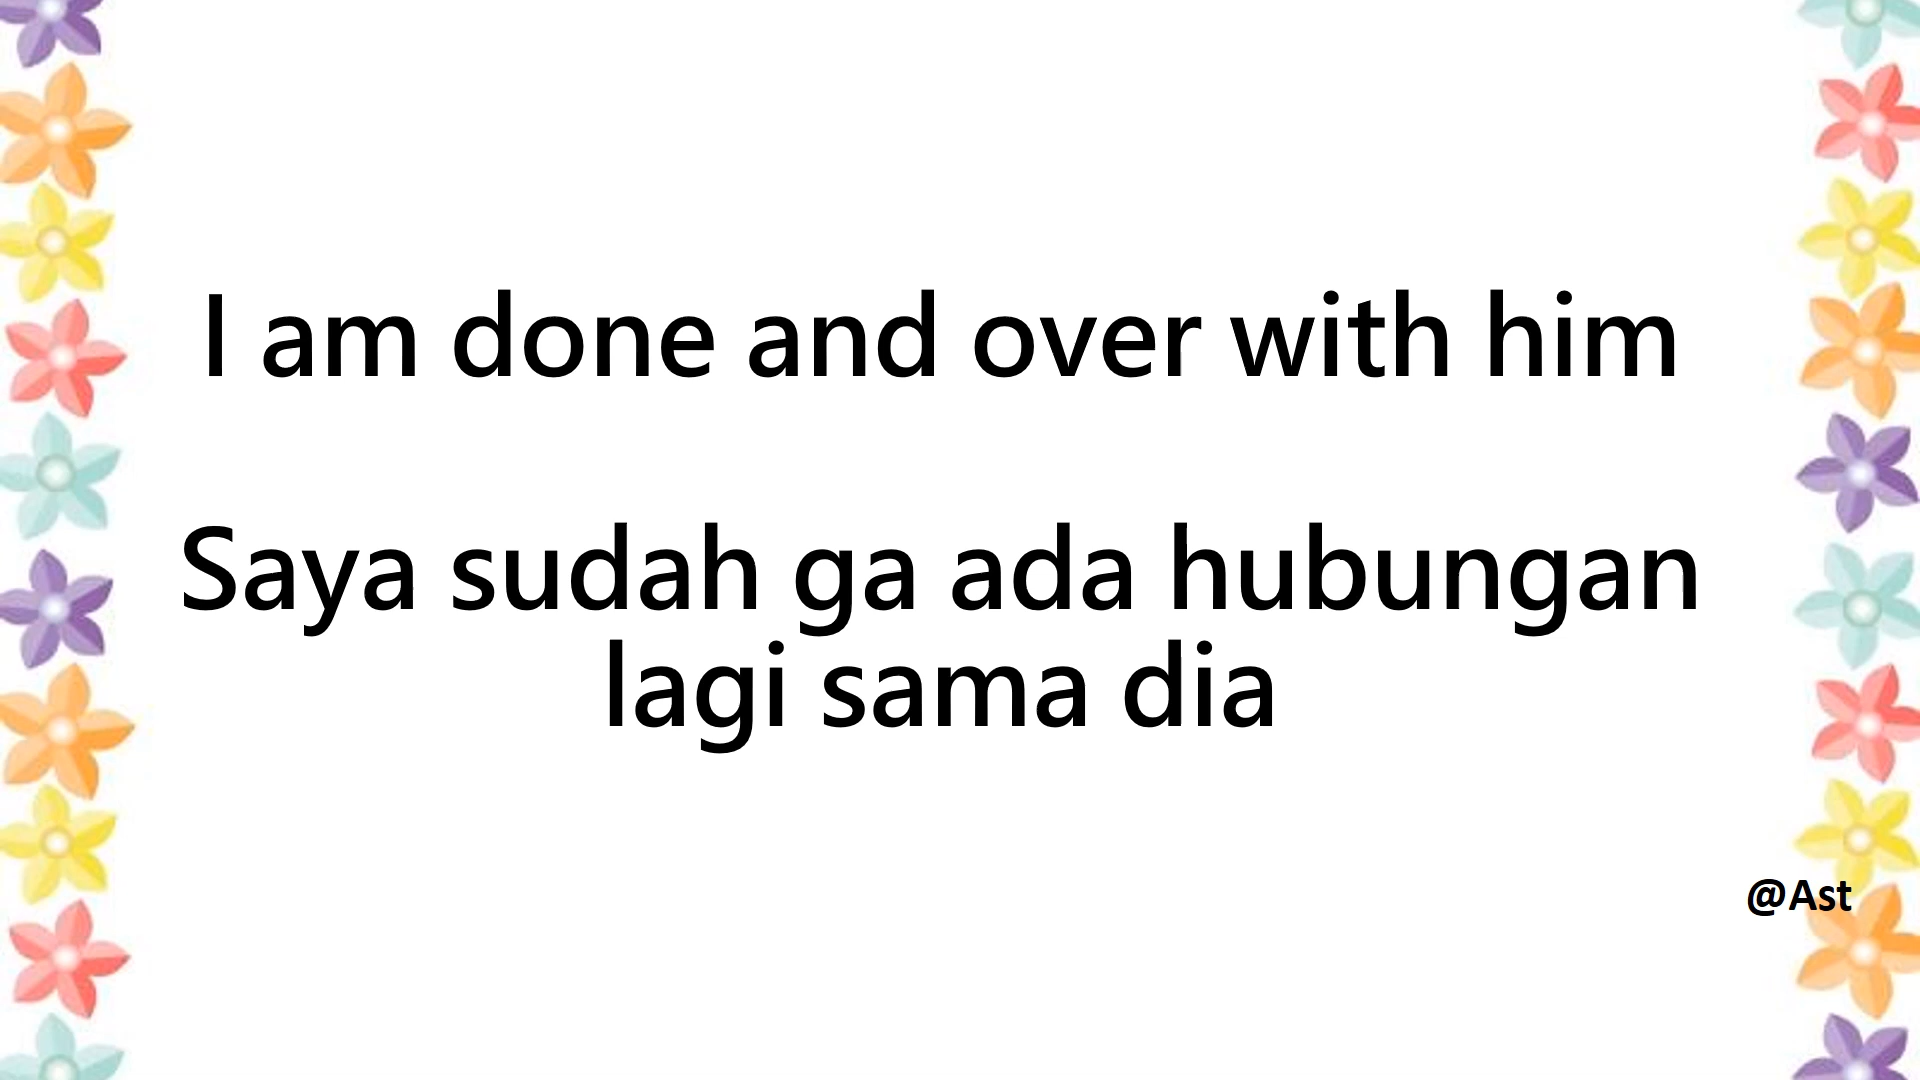 I am done and over with him
Saya sudah ga ada hubungan
lagi sama dia
@Ast